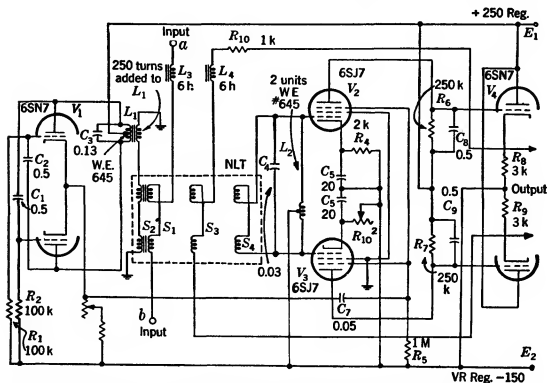 + 250 Reg.
E1
Input
a
R10
1 k
250 turns
added to
L1
L3
6 h
L4
6 h
2 units
W E
#645
6SJ7
V2
250 k
R6
6SN7
V4
6SN7
V1
L1
C3
0.13
W.E.
645
C2
0.5
C1
0.5
NLT
C4
L2
2 k
R4
C8
0.5
R8
3 k
C5
20
C5
20
0.5
C9
Output
R9
3 k
S2
S1
S3
S4
R10
2
R7
0.03
V3
6SJ7
250
k
C7
0.05
R2
100 k
R1
100 k
b
Input
1 M
R5
E2
VR Reg. -150